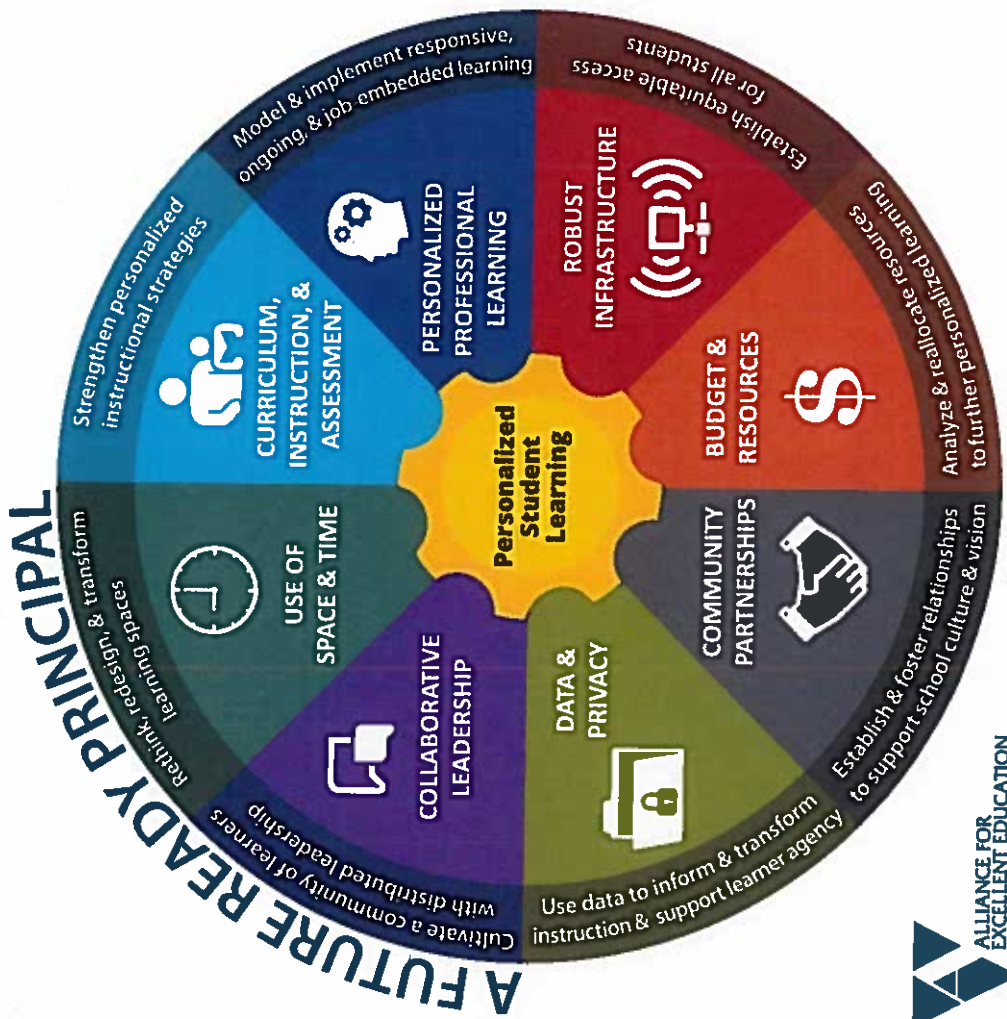 A FUTURE READY PRINCIPAL
Personalized
Student
Learning
Strengthen personalized
instructional strategies
CURRICULUM,
INSTRUCTION, &
ASSESSMENT
Model & implement responsive,
ongoing, & job-embedded learning
PERSONALIZED
PROFESSIONAL
LEARNING
Establish equitable access
for all students
ROBUST
INFRASTRUCTURE
Analyze & reallocate resources
to further personalized learning
BUDGET &
RESOURCES
$
Establish & foster relationships
to support school culture & vision
COMMUNITY
PARTNERSHIPS
Use data to inform & transform
instruction & support learner agency
DATA &
PRIVACY
Cultivate a community of learners
with distributed leadership
COLLABORATIVE
LEADERSHIP
Rethink, redesign, & transform
learning spaces
USE OF
SPACE & TIME
ALLIANCE FOR
EXCELLENT EDUCATION